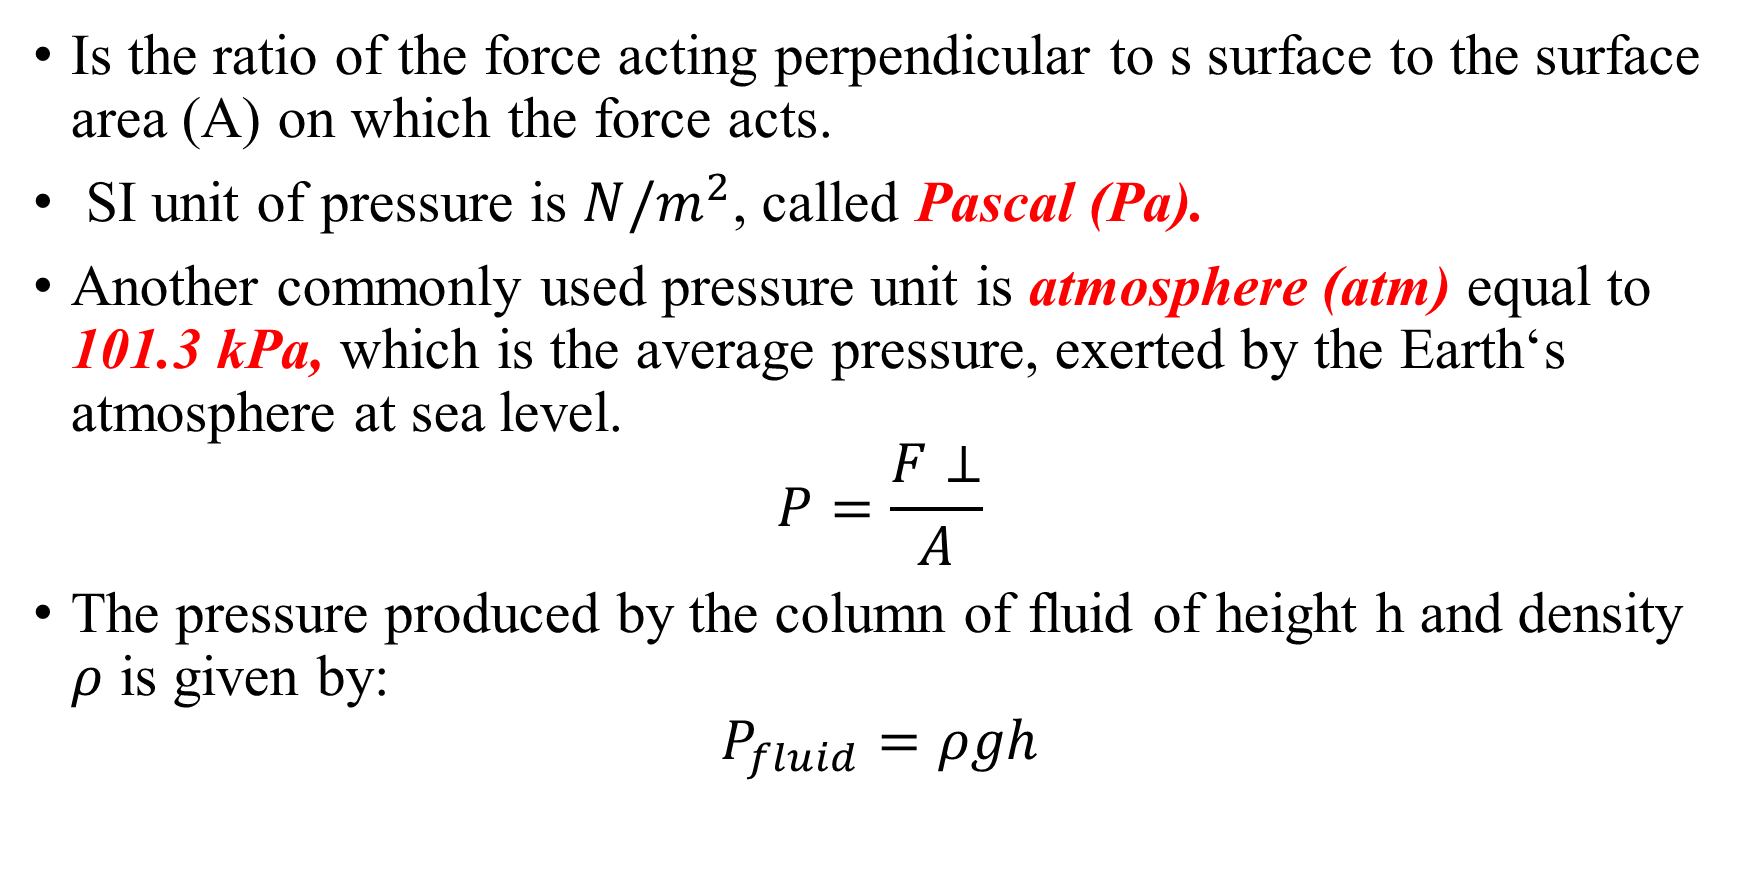 • Is the ratio of the force acting perpendicular to s surface to the surface
area (A) on which the force acts.
• SI unit of pressure is N/m², called Pascal (Pa).
• Another commonly used pressure unit is atmosphere (atm) equal to
101.3 kPa, which is the average pressure, exerted by the Earth‘s
atmosphere at sea level.
P = F ⊥ / A
• The pressure produced by the column of fluid of height h and density
ρ is given by:
P_fluid = ρgh